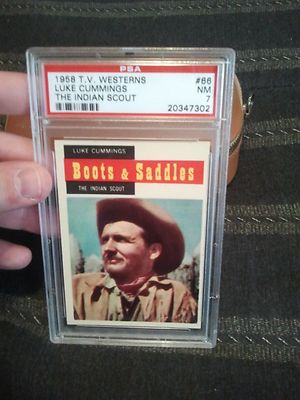 PSA
1958 T.V. WESTERNS #66
LUKE CUMMINGS NM
THE INDIAN SCOUT 7
20347302
LUKE CUMMINGS
Boots & Saddles
THE INDIAN SCOUT